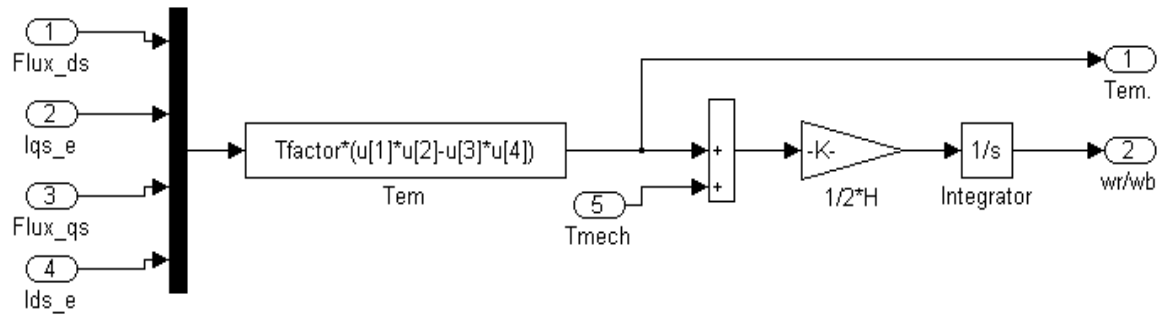 1
Flux_ds
2
Iqs_e
3
Flux_qs
4
Ids_e
Tfactor*(u[1]*u[2]-u[3]*u[4])
Tem
5
Tmech
+
+
-K-
1/2*H
1/s
Integrator
1
Tem.
2
wr/wb